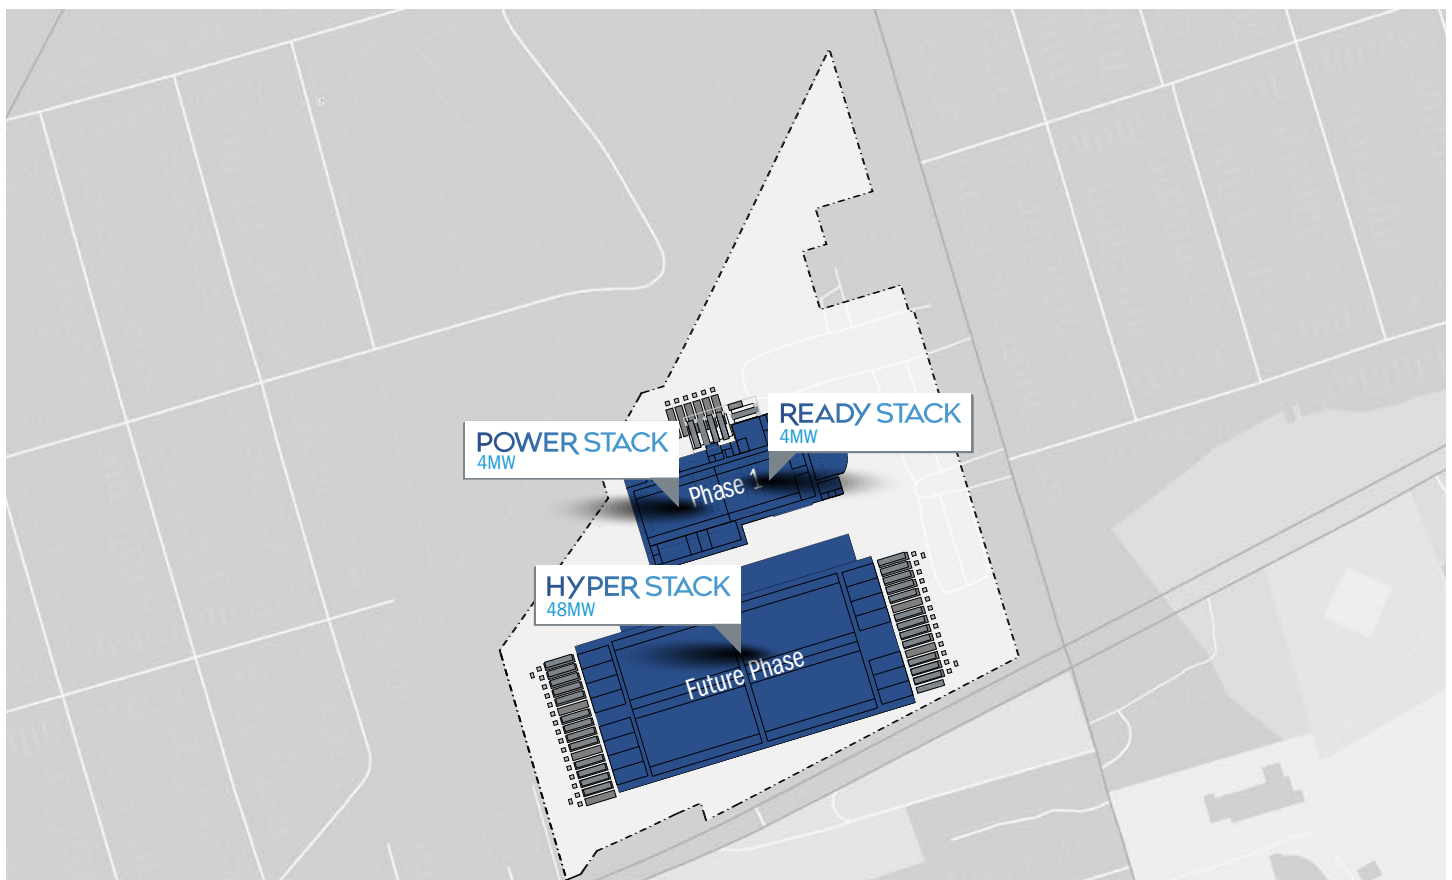 READY STACK
4MW
POWER STACK
4MW
Phase 1
HYPER STACK
48MW
Future Phase